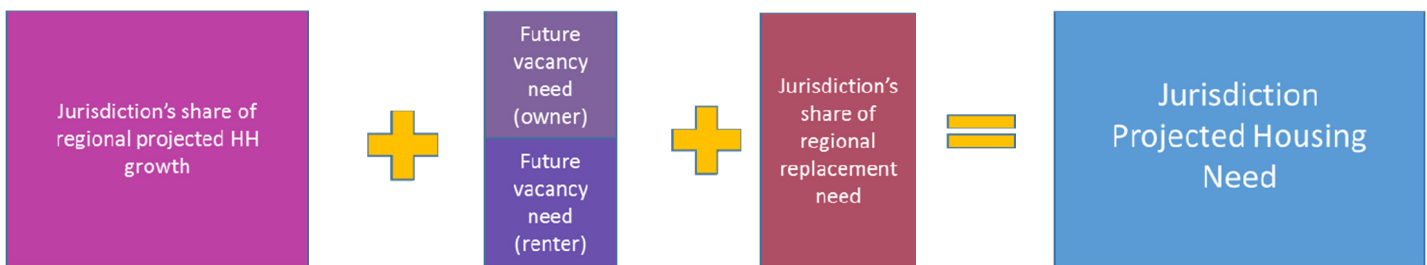 Jurisdiction's share of
regional projected HH
growth
Future
vacancy
need
(owner)
Future
vacancy
need
(renter)
Jurisdiction's
share of
regional
replacement
need
Jurisdiction
Projected Housing
Need